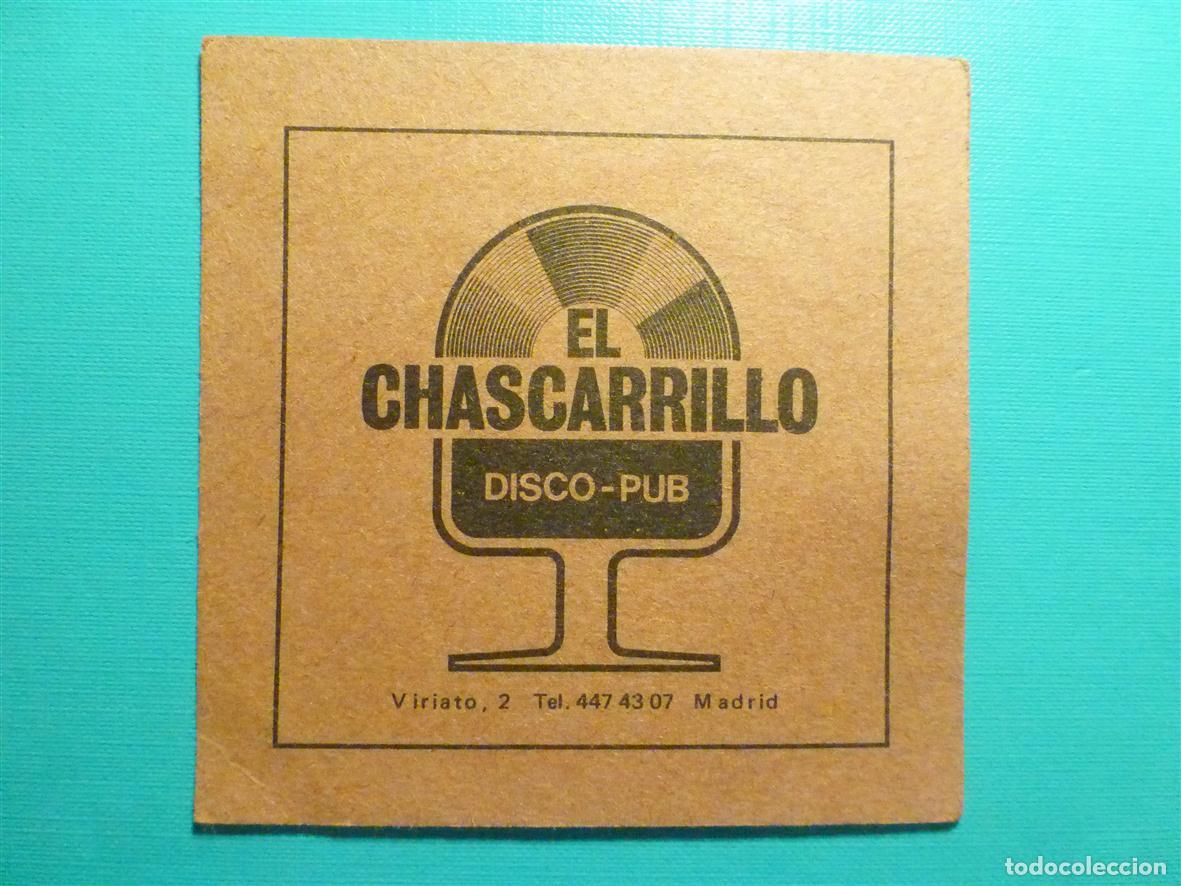 EL
CHASCARRILLO
DISCO-PUB
Viriato, 2 Tel. 447 43 07 Madrid
todocoleccion